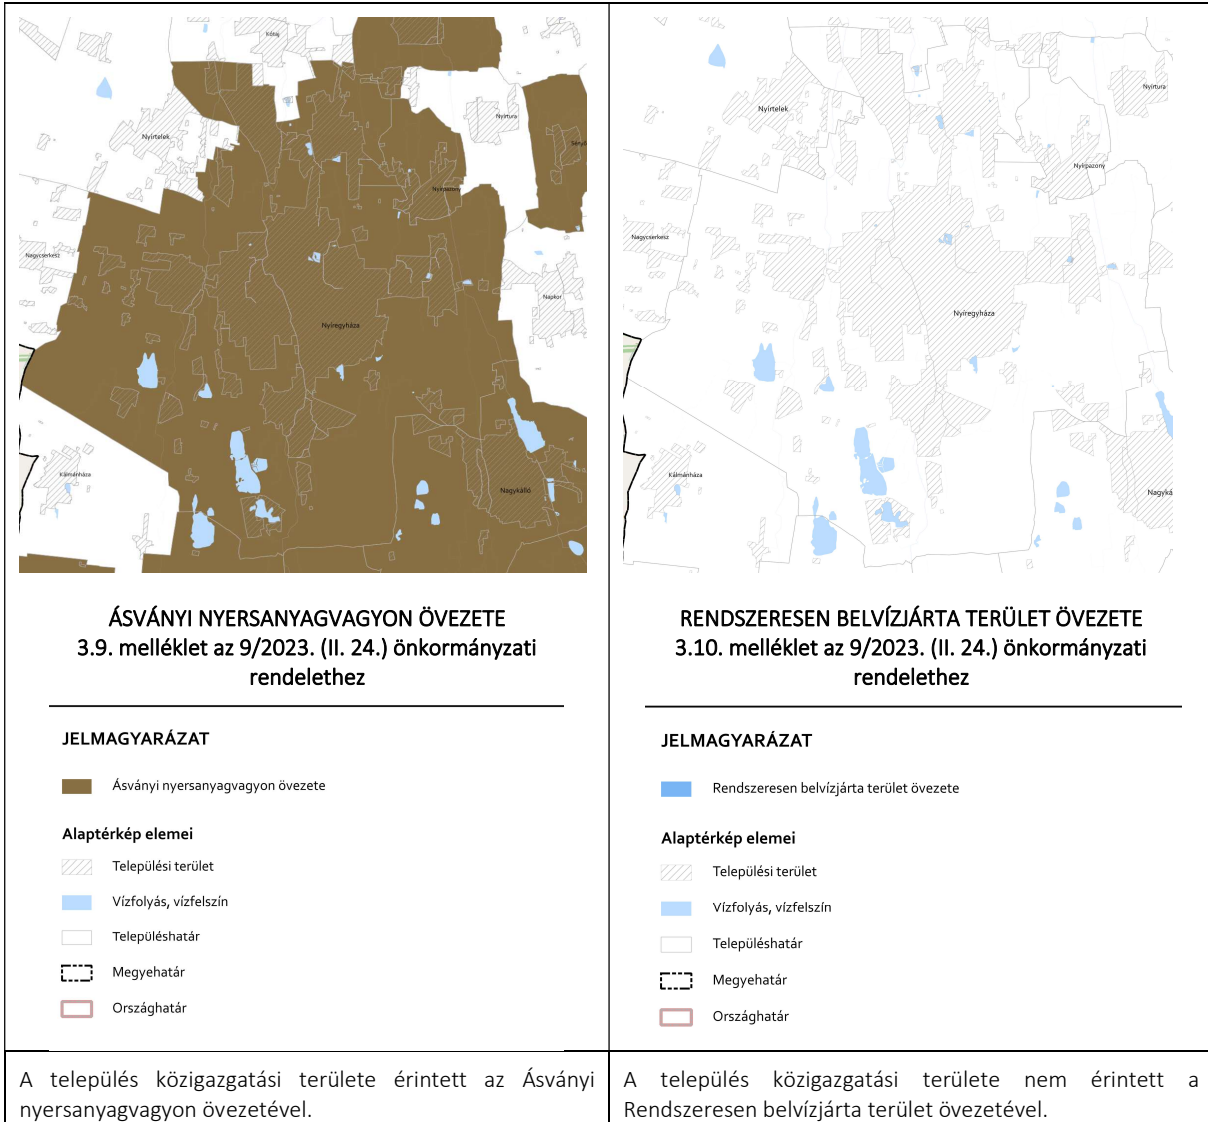 Kótaj
Nyírtelek
Nyírtura
Sényő
Nyírpazony
Nagycserkesz
Napkor
Nyíregyháza
Kálmánháza
Nagykálló
ÁSVÁNYI NYERSANYAGVAGYON ÖVEZETE
3.9. melléklet az 9/2023. (II. 24.) önkormányzati
rendelethez
JELMAGYARÁZAT
Ásványi nyersanyagvagyon övezete
Alaptérkép elemei
Települési terület
Vízfolyás, vízfelszín
Településhatár
Megyehatár
Országhatár
A település közigazgatási területe érintett az Ásványi
nyersanyagvagyon övezetével.
Nyírtelek
Nyírtura
Nyírpazony
Nagycserkesz
Nyíregyháza
Kálmánháza
Nagyká
RENDSZERESEN BELVÍZJÁRTA TERÜLET ÖVEZETE
3.10. melléklet az 9/2023. (II. 24.) önkormányzati
rendelethez
JELMAGYARÁZAT
Rendszeresen belvízjárta terület övezete
Alaptérkép elemei
Települési terület
Vízfolyás, vízfelszín
Településhatár
Megyehatár
Országhatár
A település közigazgatási területe nem érintett a
Rendszeresen belvízjárta terület övezetével.